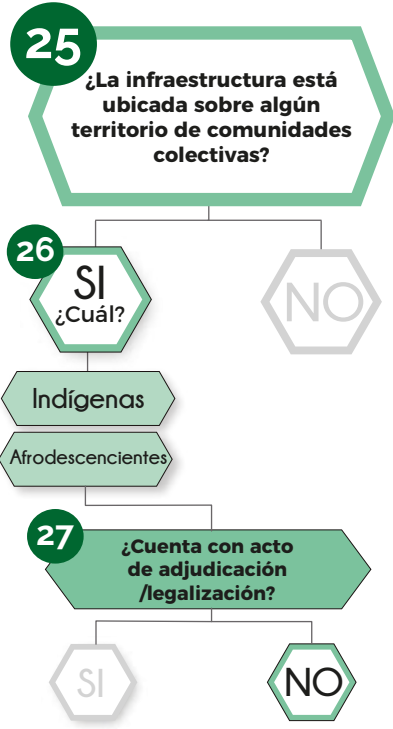 25
¿La infraestructura está
ubicada sobre algún
territorio de comunidades
colectivas?
26
SI
¿Cuál?
NO
Indígenas
Afrodescencientes
27
¿Cuenta con acto
de adjudicación
/legalización?
SI
NO